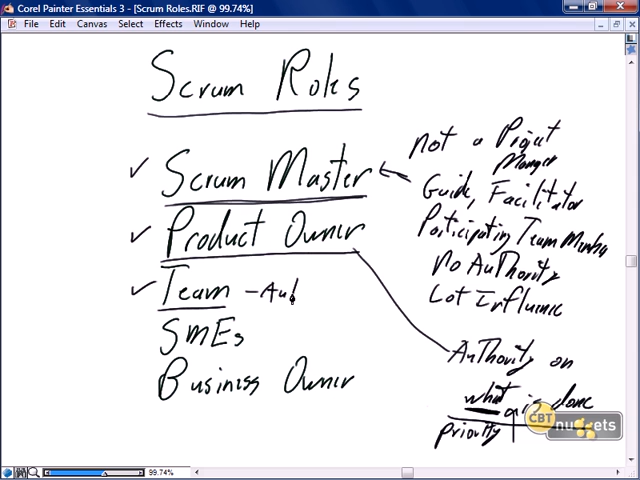 Corel Painter Essentials 3 - [Scrum Roles.RIF @ 99.74%]
File Edit Select Effects Window Help
Scrum Roles
Scrum Master
Product Owner
Team - Aut
SMEs
Business Owner
Not a Project
Manager
Guide, Facilitator
Participating Team Member
No Authority
Lot Influence
Authority on
what is done
priority
CBT nuggets
99.74%